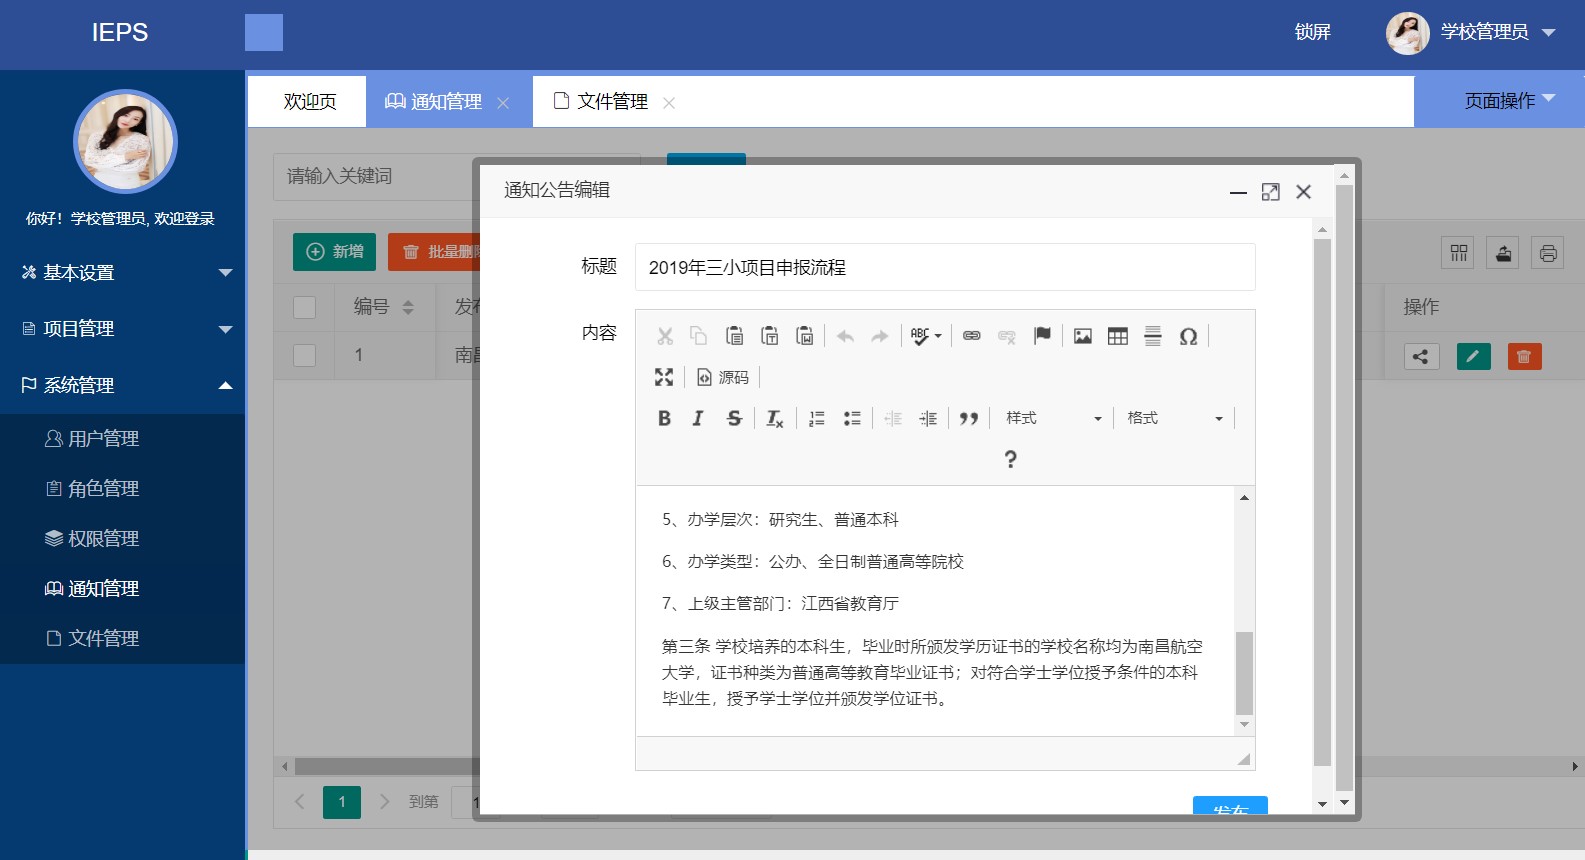 IEPS
锁屏
学校管理员
欢迎页
通知管理
文件管理
页面操作
你好！学校管理员, 欢迎登录
基本设置
项目管理
系统管理
用户管理
角色管理
权限管理
通知管理
文件管理
请输入关键词
新增
批量删除
编号
发布
操作
1
南昌
1
到第
1
通知公告编辑
标题
2019年三小项目申报流程
内容
ABC
源码
B I S Ix
样式
格式
?
5、办学层次：研究生、普通本科
6、办学类型：公办、全日制普通高等院校
7、上级主管部门：江西省教育厅
第三条 学校培养的本科生，毕业时所颁发学历证书的学校名称均为南昌航空
大学，证书种类为普通高等教育毕业证书；对符合学士学位授予条件的本科
毕业生，授予学士学位并颁发学位证书。
发布